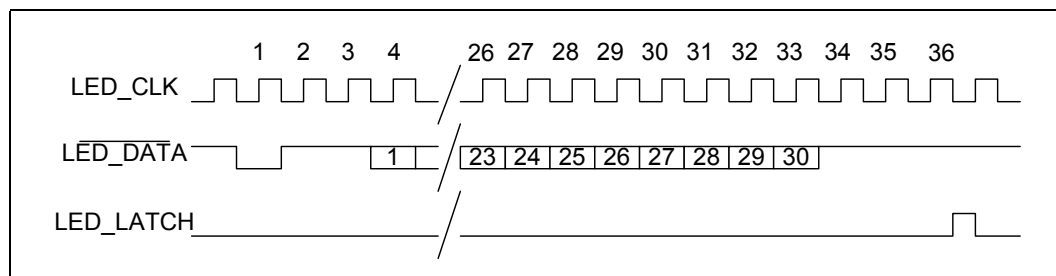 1 2 3 4 26 27 28 29 30 31 32 33 34 35 36
LED_CLK
LED_DATA 1 23 24 25 26 27 28 29 30
LED_LATCH